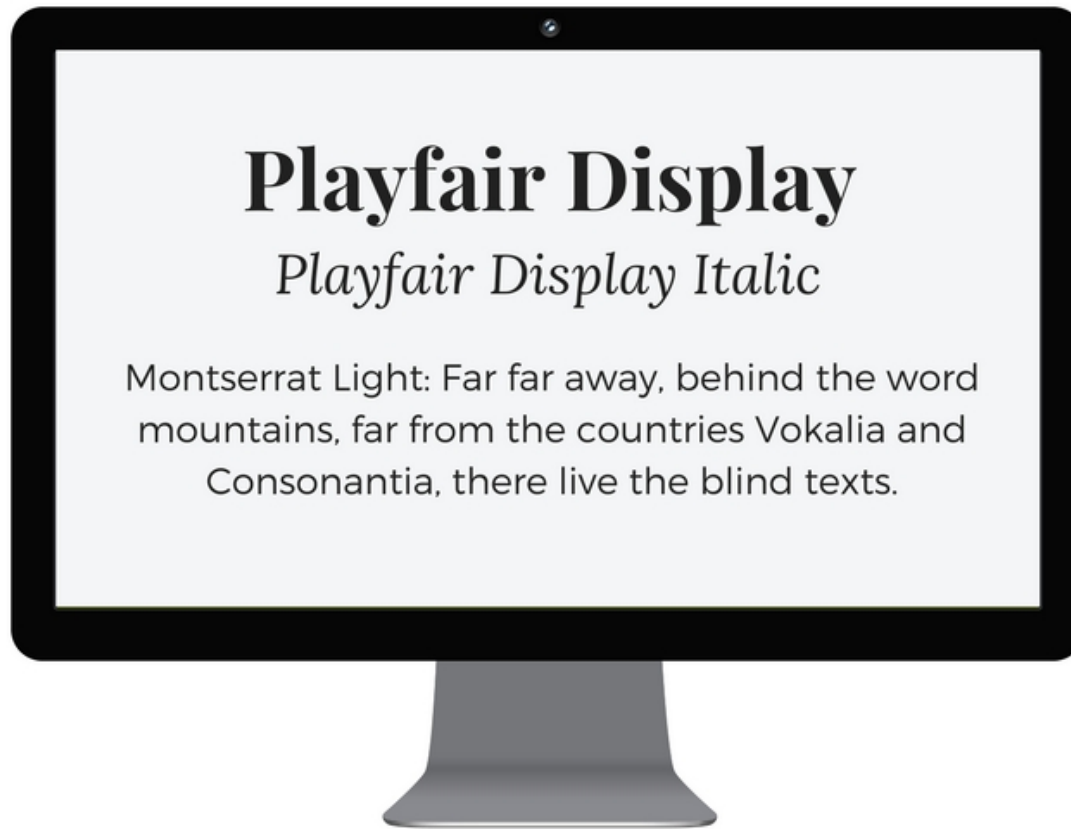 Playfair Display
Playfair Display Italic
Montserrat Light: Far far away, behind the word
mountains, far from the countries Vokalia and
Consonantia, there live the blind texts.